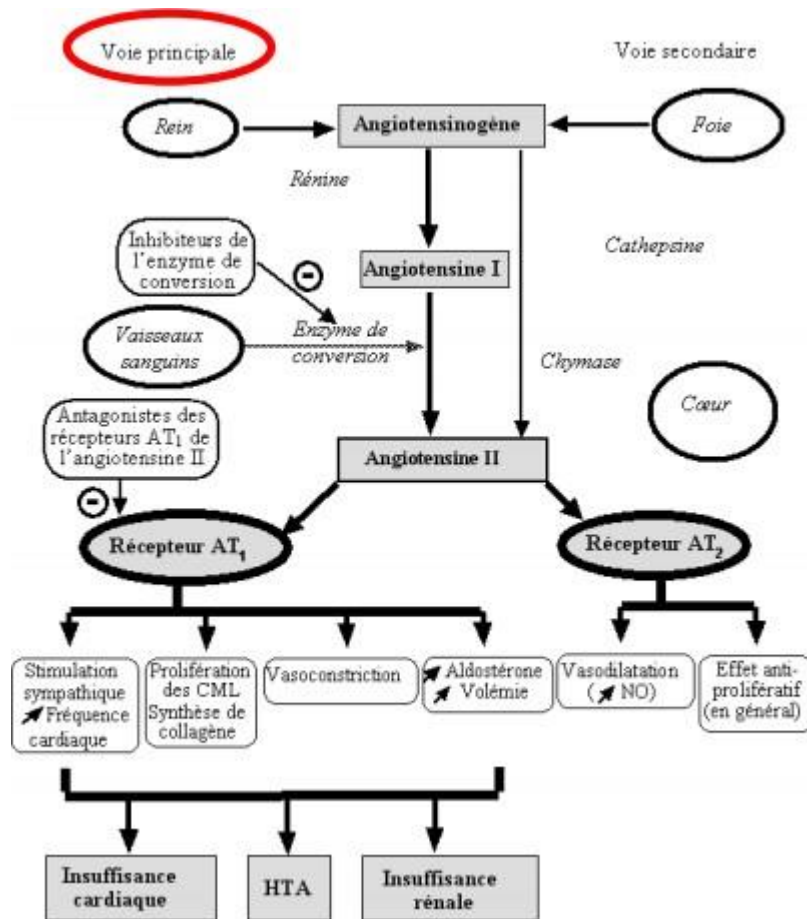 Voie principale
Voie secondaire
Rein
Angiotensinogène
Foie
Rénine
Inhibiteurs de
l'enzyme de
conversion
Cathepsine
Angiotensine I
Vaisseaux
sanguins
Enzyme de
conversion
Chymase
Cœur
Antagonistes des
récepteurs AT1 de
l'angiotensine II
Angiotensine II
Récepteur AT1
Récepteur AT2
Stimulation
sympathique
↗ Fréquence
cardiaque
Prolifération
des CML
Synthèse de
collagène
Vasoconstriction
↗ Aldostérone
↗ Volémie
Vasodilatation
(↗ NO)
Effet anti-
prolifératif
(en général)
Insuffisance
cardiaque
HTA
Insuffisance
rénale